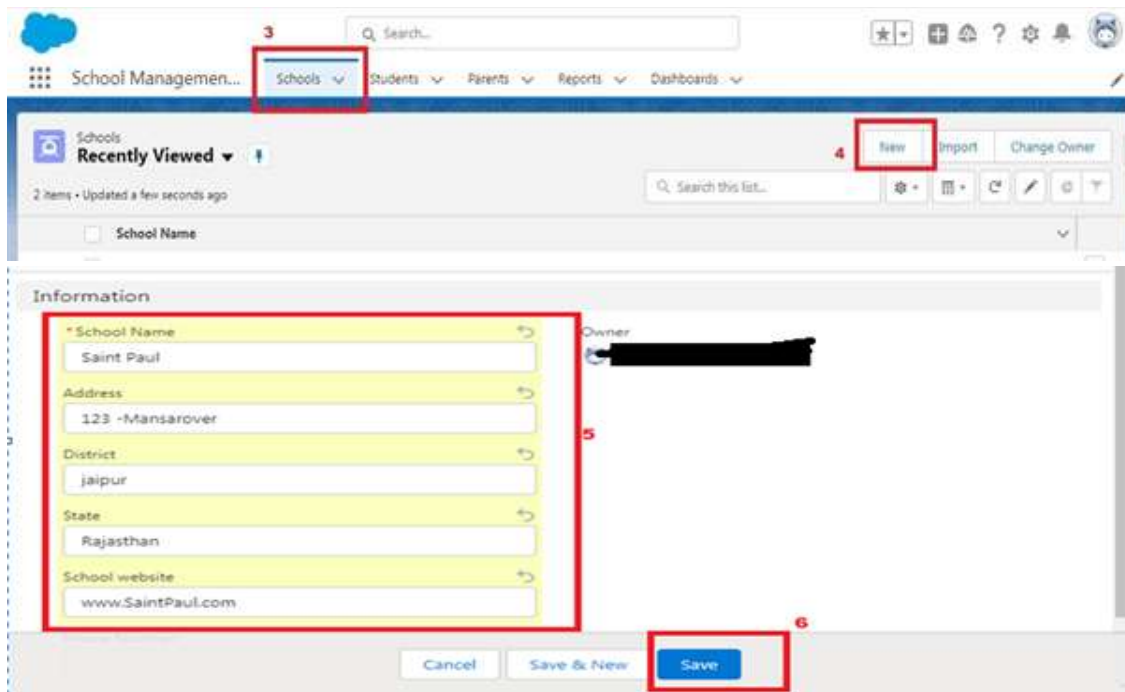 3
Search...
School Managemen... Schools Students Parents Reports Dashboards
Schools
Recently Viewed
4 New Import Change Owner
2 items • Updated a few seconds ago
Search this list...
School Name
Information
* School Name
Saint Paul
Owner
Address
123 -Mansarover
5
District
jaipur
State
Rajasthan
School website
www.SaintPaul.com
6
Cancel Save & New Save